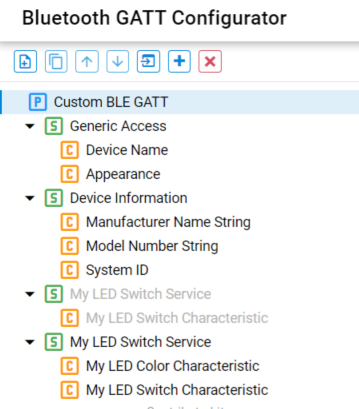 Bluetooth GATT Configurator
P Custom BLE GATT
S Generic Access
C Device Name
C Appearance
S Device Information
C Manufacturer Name String
C Model Number String
C System ID
S My LED Switch Service
C My LED Switch Characteristic
S My LED Switch Service
C My LED Color Characteristic
C My LED Switch Characteristic